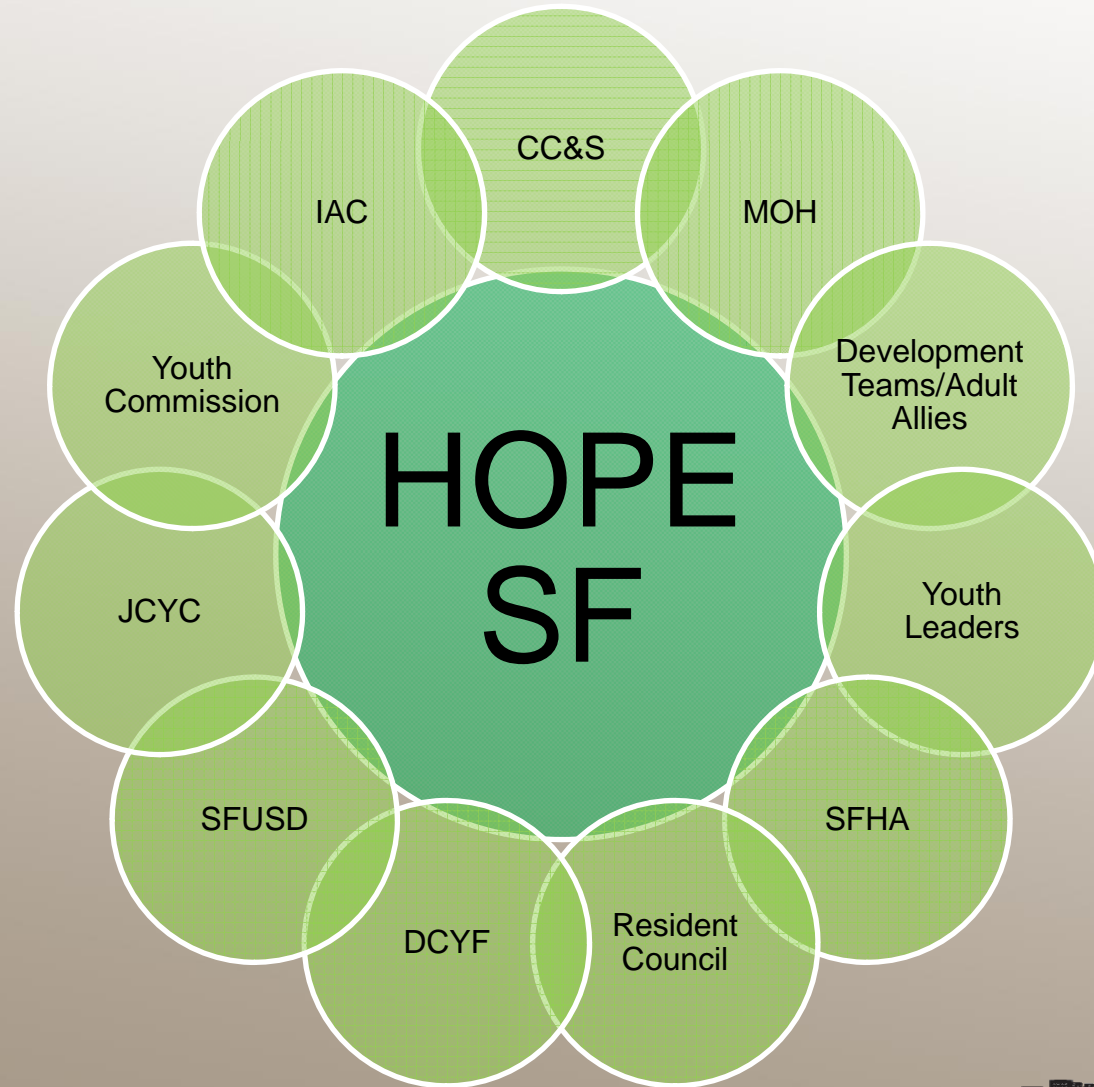 CC&S
IAC
MOH
Youth
Commission
Development
Teams/Adult
Allies
HOPE
SF
JCYC
Youth
Leaders
SFUSD
SFHA
DCYF
Resident
Council